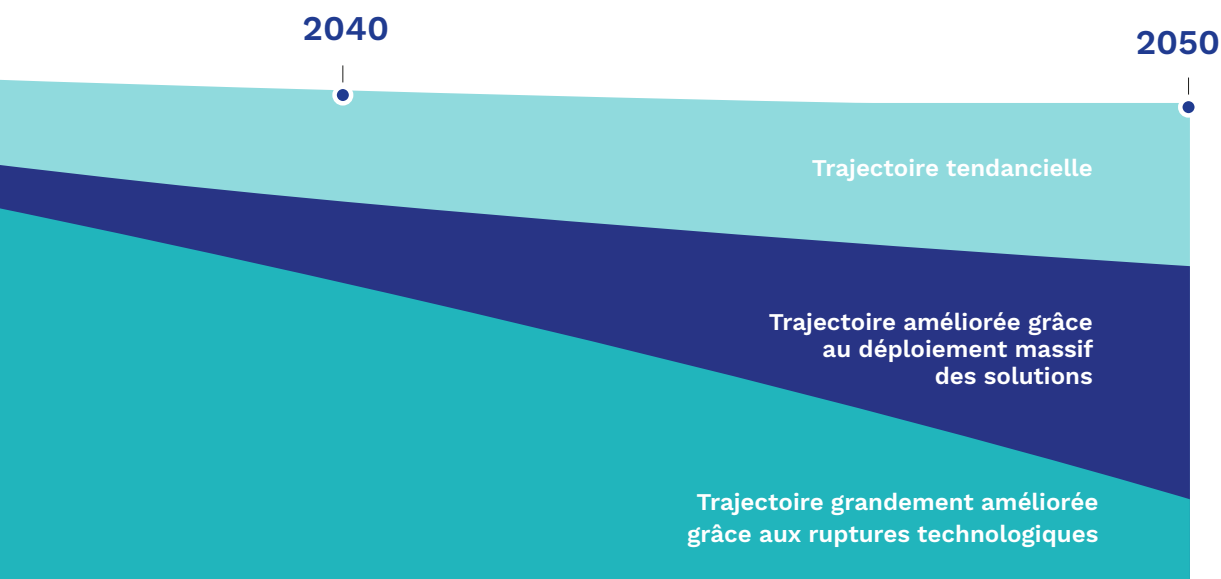 2040
2050
Trajectoire tendancielle
Trajectoire améliorée grâce
au déploiement massif
des solutions
Trajectoire grandement améliorée
grâce aux ruptures technologiques